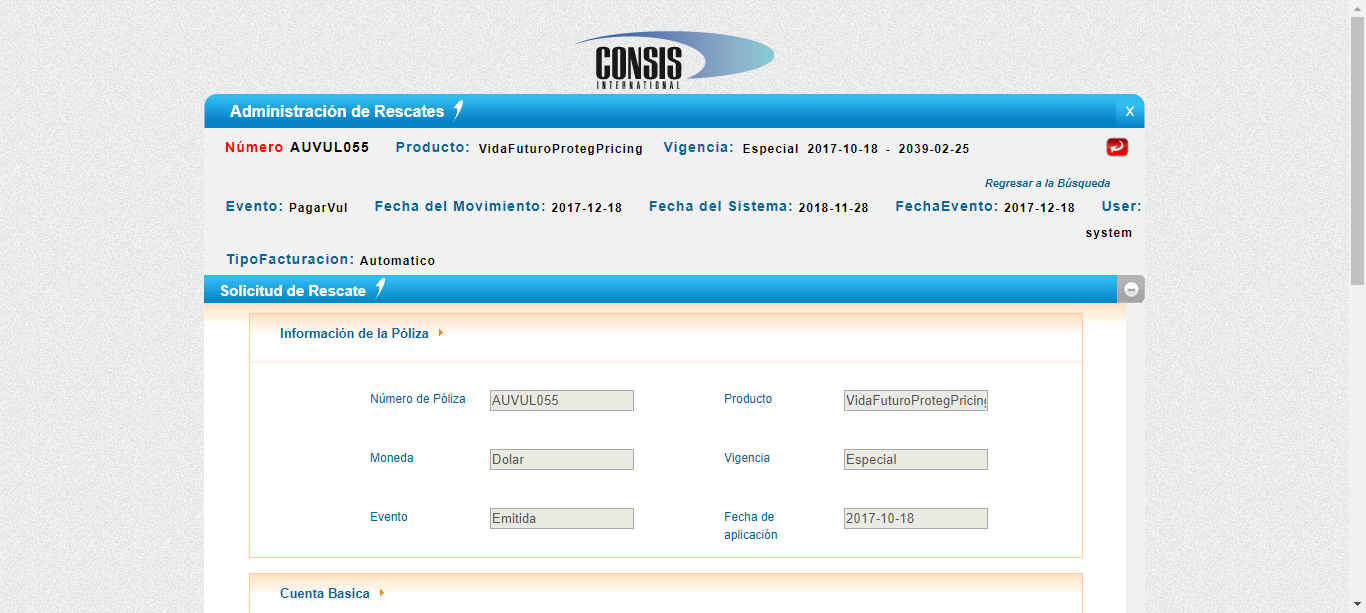 CONSIS
INTERNATIONAL
Administración de Rescates X
Número AUVUL055 Producto: VidaFuturoProtegPricing Vigencia: Especial 2017-10-18 - 2039-02-25
Regresar a la Búsqueda
Evento: PagarVul Fecha del Movimiento: 2017-12-18 Fecha del Sistema: 2018-11-28 FechaEvento: 2017-12-18 User:
system
TipoFacturacion: Automatico
Solicitud de Rescate
Información de la Póliza
Número de Póliza AUVUL055 Producto VidaFuturoProtegPricing
Moneda Dolar Vigencia Especial
Evento Emitida Fecha de 2017-10-18
aplicación
Cuenta Basica